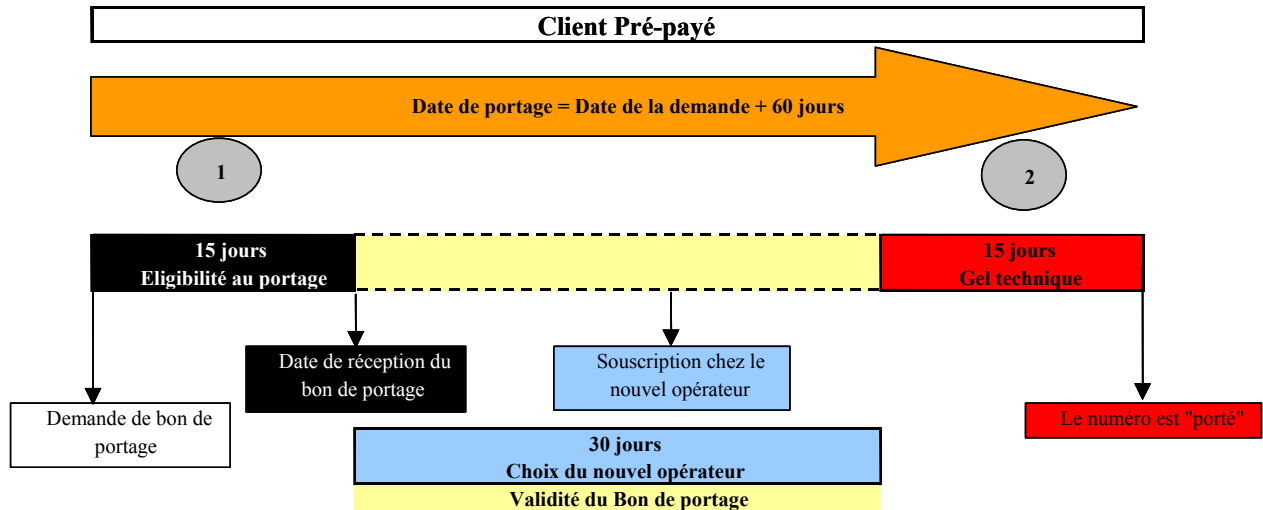 Client Pré-payé
Date de portage = Date de la demande + 60 jours
1
2
15 jours
Eligibilité au portage
15 jours
Gel technique
Date de réception du
bon de portage
Souscription chez le
nouvel opérateur
Demande de bon de
portage
Le numéro est "porté"
30 jours
Choix du nouvel opérateur
Validité du Bon de portage